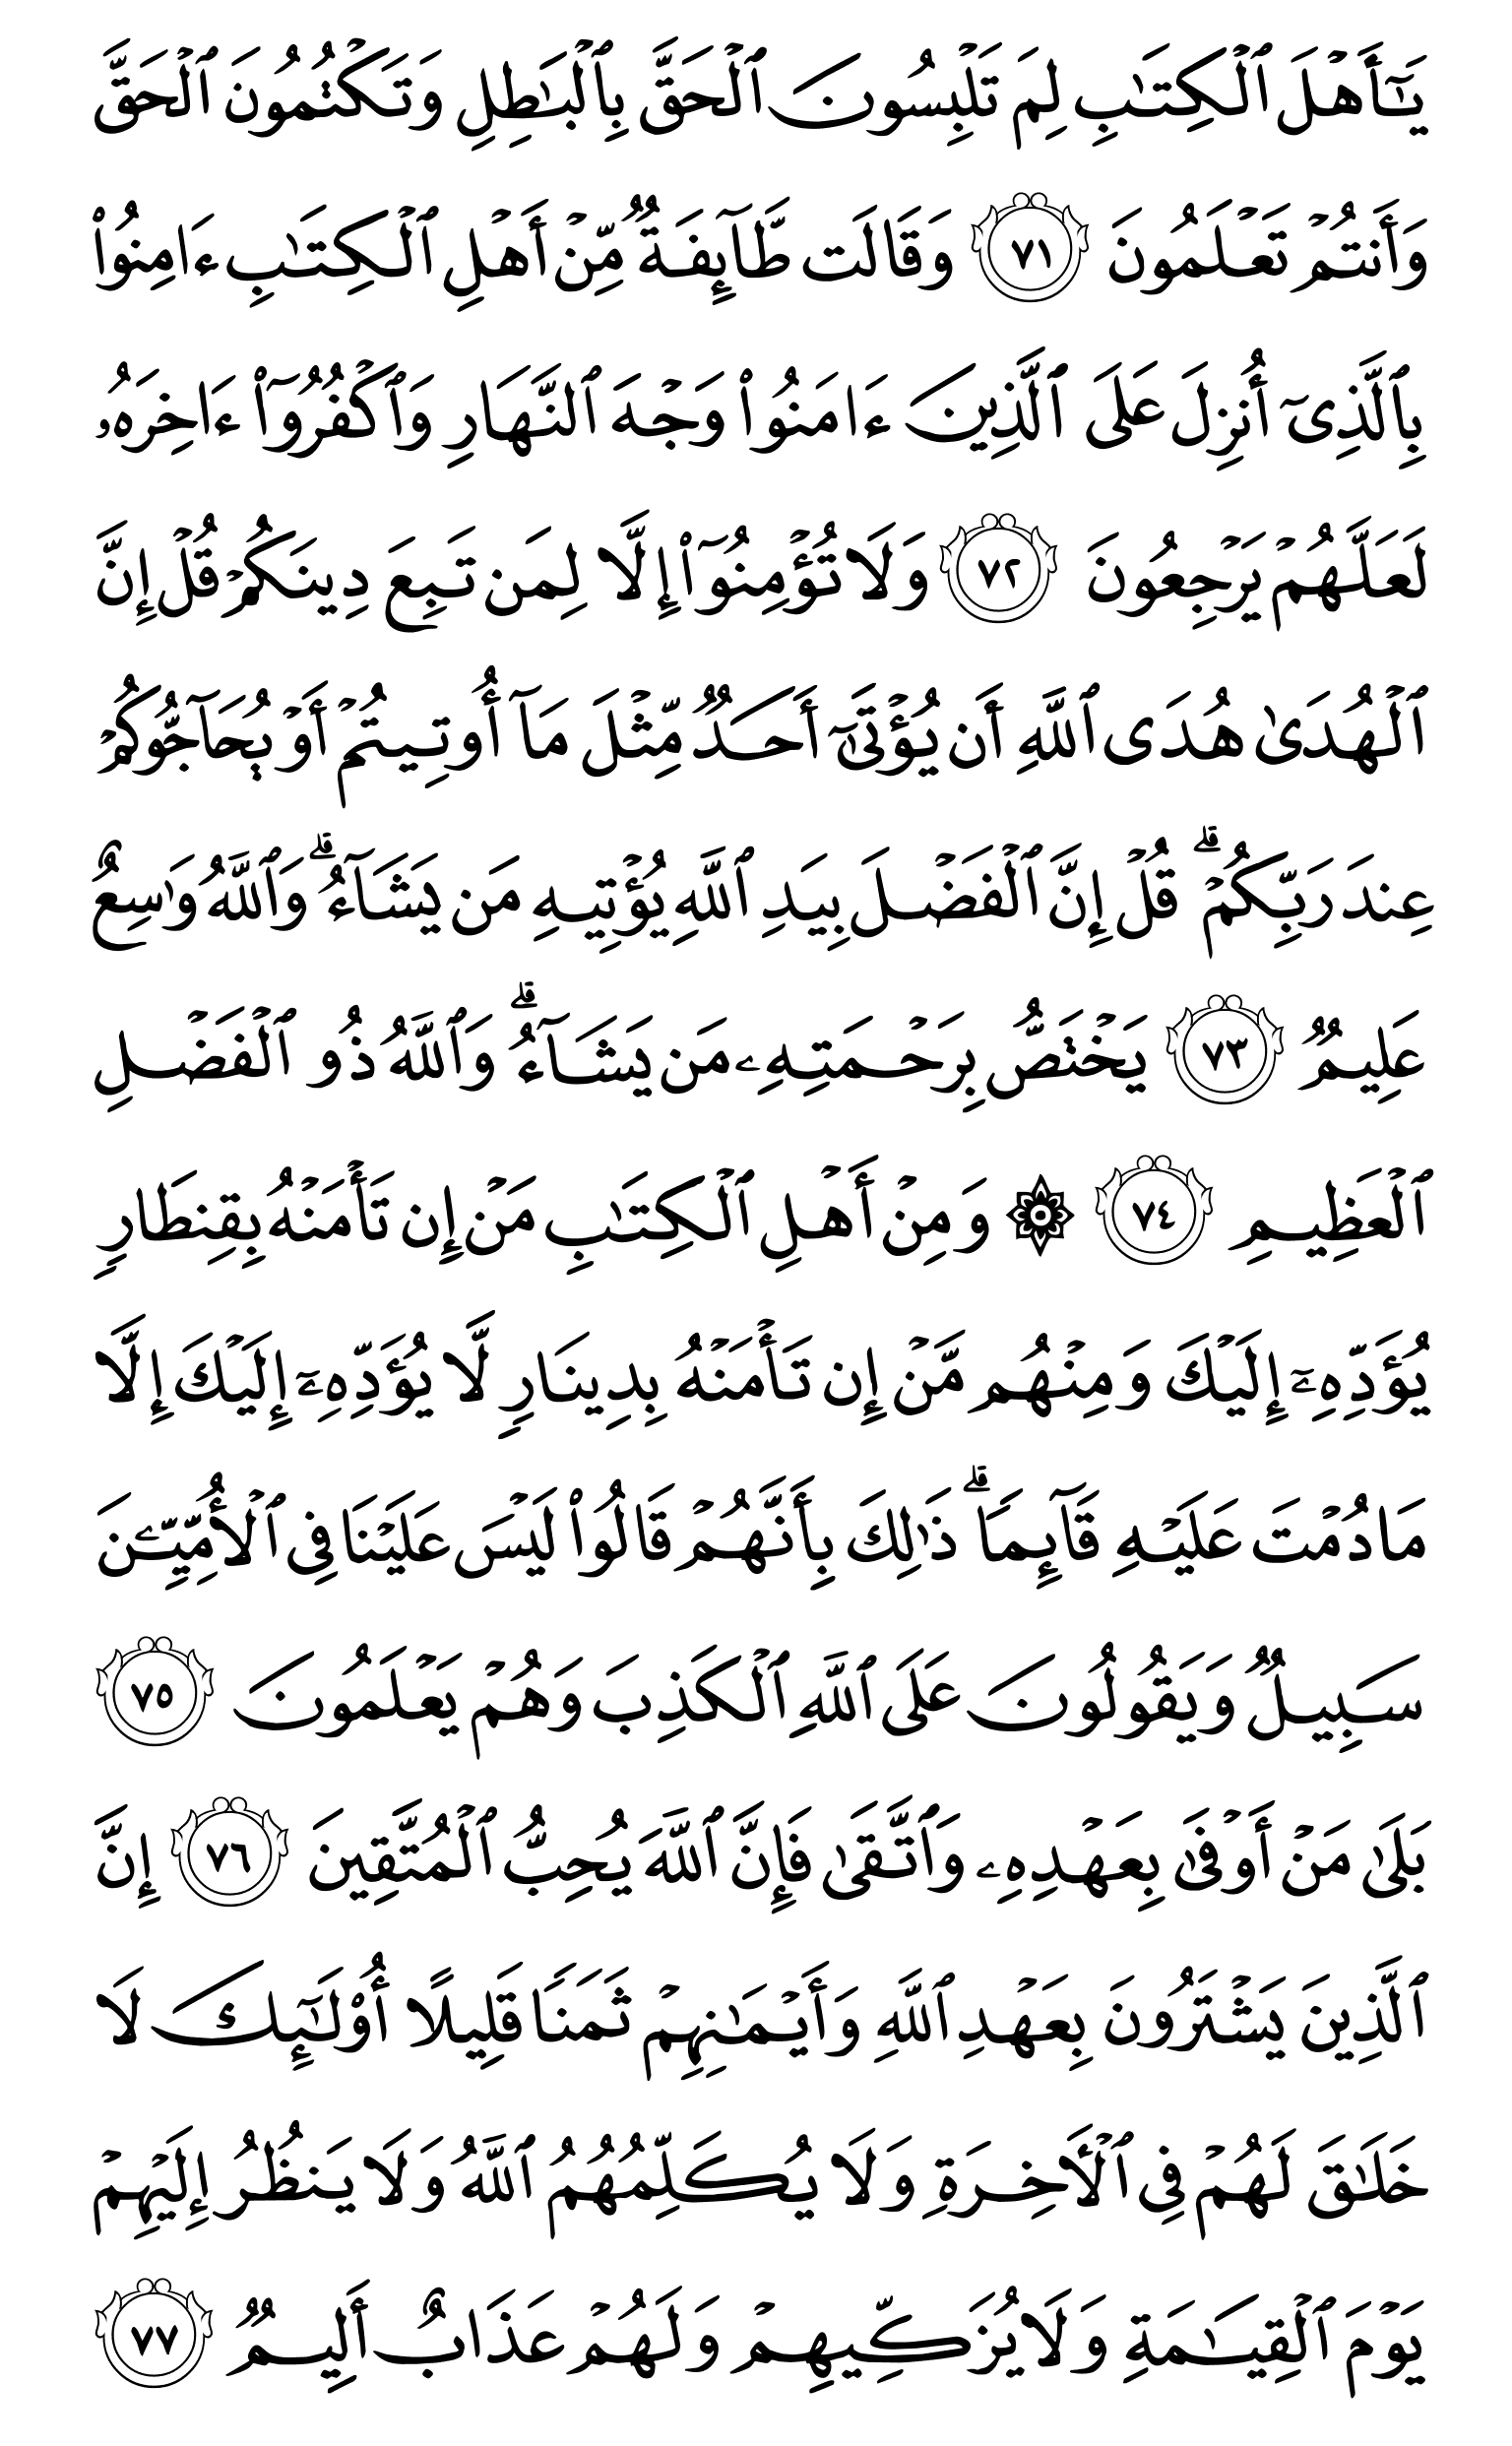 يَـٰٓأَهْلَ ٱلْكِتَـٰبِ لِمَ تَلْبِسُونَ ٱلْحَقَّ بِٱلْبَـٰطِلِ وَتَكْتُمُونَ ٱلْحَقَّ
وَأَنتُمْ تَعْلَمُونَ ٧١ وَقَالَت طَّآئِفَةٌ مِّنْ أَهْلِ ٱلْكِتَـٰبِ ءَامِنُوا۟
بِٱلَّذِىٓ أُنزِلَ عَلَى ٱلَّذِينَ ءَامَنُوا۟ وَجْهَ ٱلنَّهَارِ وَٱكْفُرُوٓا۟ ءَاخِرَهُۥ
لَعَلَّهُمْ يَرْجِعُونَ ٧٢ وَلَا تُؤْمِنُوٓا۟ إِلَّا لِمَن تَبِعَ دِينَكُمْ قُلْ إِنَّ
ٱلْهُدَىٰ هُدَى ٱللَّهِ أَن يُؤْتَىٰٓ أَحَدٌ مِّثْلَ مَآ أُوتِيتُمْ أَوْ يُحَآجُّوكُمْ
عِندَ رَبِّكُمْ ۗ قُلْ إِنَّ ٱلْفَضْلَ بِيَدِ ٱللَّهِ يُؤْتِيهِ مَن يَشَآءُ ۗ وَٱللَّهُ وَٰسِعٌ
عَلِيمٌ ٧٣ يَخْتَصُّ بِرَحْمَتِهِۦ مَن يَشَآءُ ۗ وَٱللَّهُ ذُو ٱلْفَضْلِ
ٱلْعَظِيمِ ٧٤ ۞ وَمِنْ أَهْلِ ٱلْكِتَـٰبِ مَنْ إِن تَأْمَنْهُ بِقِنطَارٍ
يُؤَدِّهِۦٓ إِلَيْكَ وَمِنْهُم مَّنْ إِن تَأْمَنْهُ بِدِينَارٍ لَّا يُؤَدِّهِۦٓ إِلَيْكَ إِلَّا
مَا دُمْتَ عَلَيْهِ قَآئِمًا ۗ ذَٰلِكَ بِأَنَّهُمْ قَالُوا۟ لَيْسَ عَلَيْنَا فِى ٱلْأُمِّيِّـۧنَ
سَبِيلٌ وَيَقُولُونَ عَلَى ٱللَّهِ ٱلْكَذِبَ وَهُمْ يَعْلَمُونَ ٧٥
بَلَىٰ مَنْ أَوْفَىٰ بِعَهْدِهِۦ وَٱتَّقَىٰ فَإِنَّ ٱللَّهَ يُحِبُّ ٱلْمُتَّقِينَ ٧٦ إِنَّ
ٱلَّذِينَ يَشْتَرُونَ بِعَهْدِ ٱللَّهِ وَأَيْمَـٰنِهِمْ ثَمَنًا قَلِيلًا أُو۟لَـٰٓئِكَ لَا
خَلَـٰقَ لَهُمْ فِى ٱلْـَٔاخِرَةِ وَلَا يُكَلِّمُهُمُ ٱللَّهُ وَلَا يَنظُرُ إِلَيْهِمْ
يَوْمَ ٱلْقِيَـٰمَةِ وَلَا يُزَكِّيهِمْ وَلَهُمْ عَذَابٌ أَلِيمٌ ٧٧